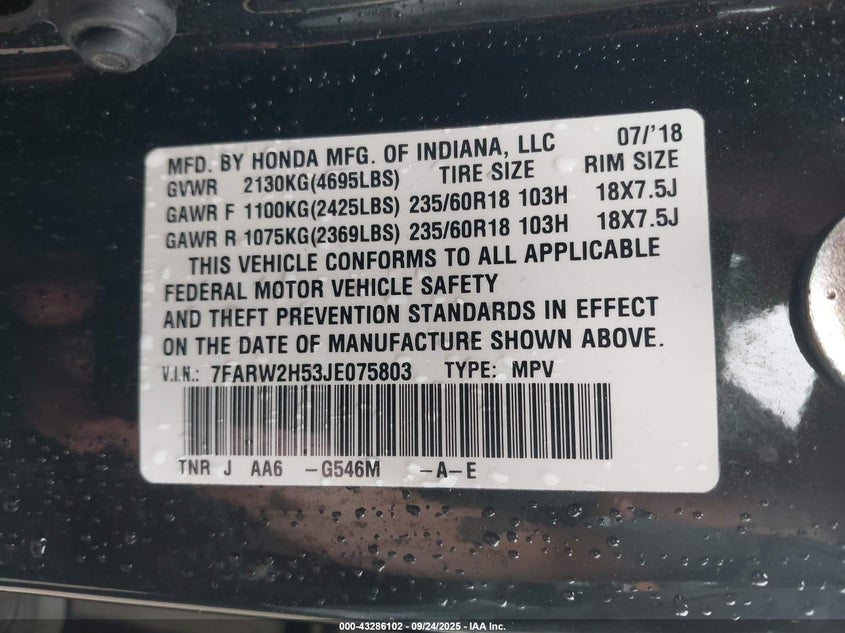 MFD. BY HONDA MFG. OF INDIANA, LLC 07/'18
GVWR 2130KG(4695LBS) TIRE SIZE RIM SIZE
GAWR F 1100KG(2425LBS) 235/60R18 103H 18X7.5J
GAWR R 1075KG(2369LBS) 235/60R18 103H 18X7.5J
THIS VEHICLE CONFORMS TO ALL APPLICABLE
FEDERAL MOTOR VEHICLE SAFETY
AND THEFT PREVENTION STANDARDS IN EFFECT
ON THE DATE OF MANUFACTURE SHOWN ABOVE.
V.I.N.: 7FARW2H53JE075803 TYPE: MPV
TNR J AA6 -G546M -A-E
000-43286102 - 09/24/2025 - IAA Inc.